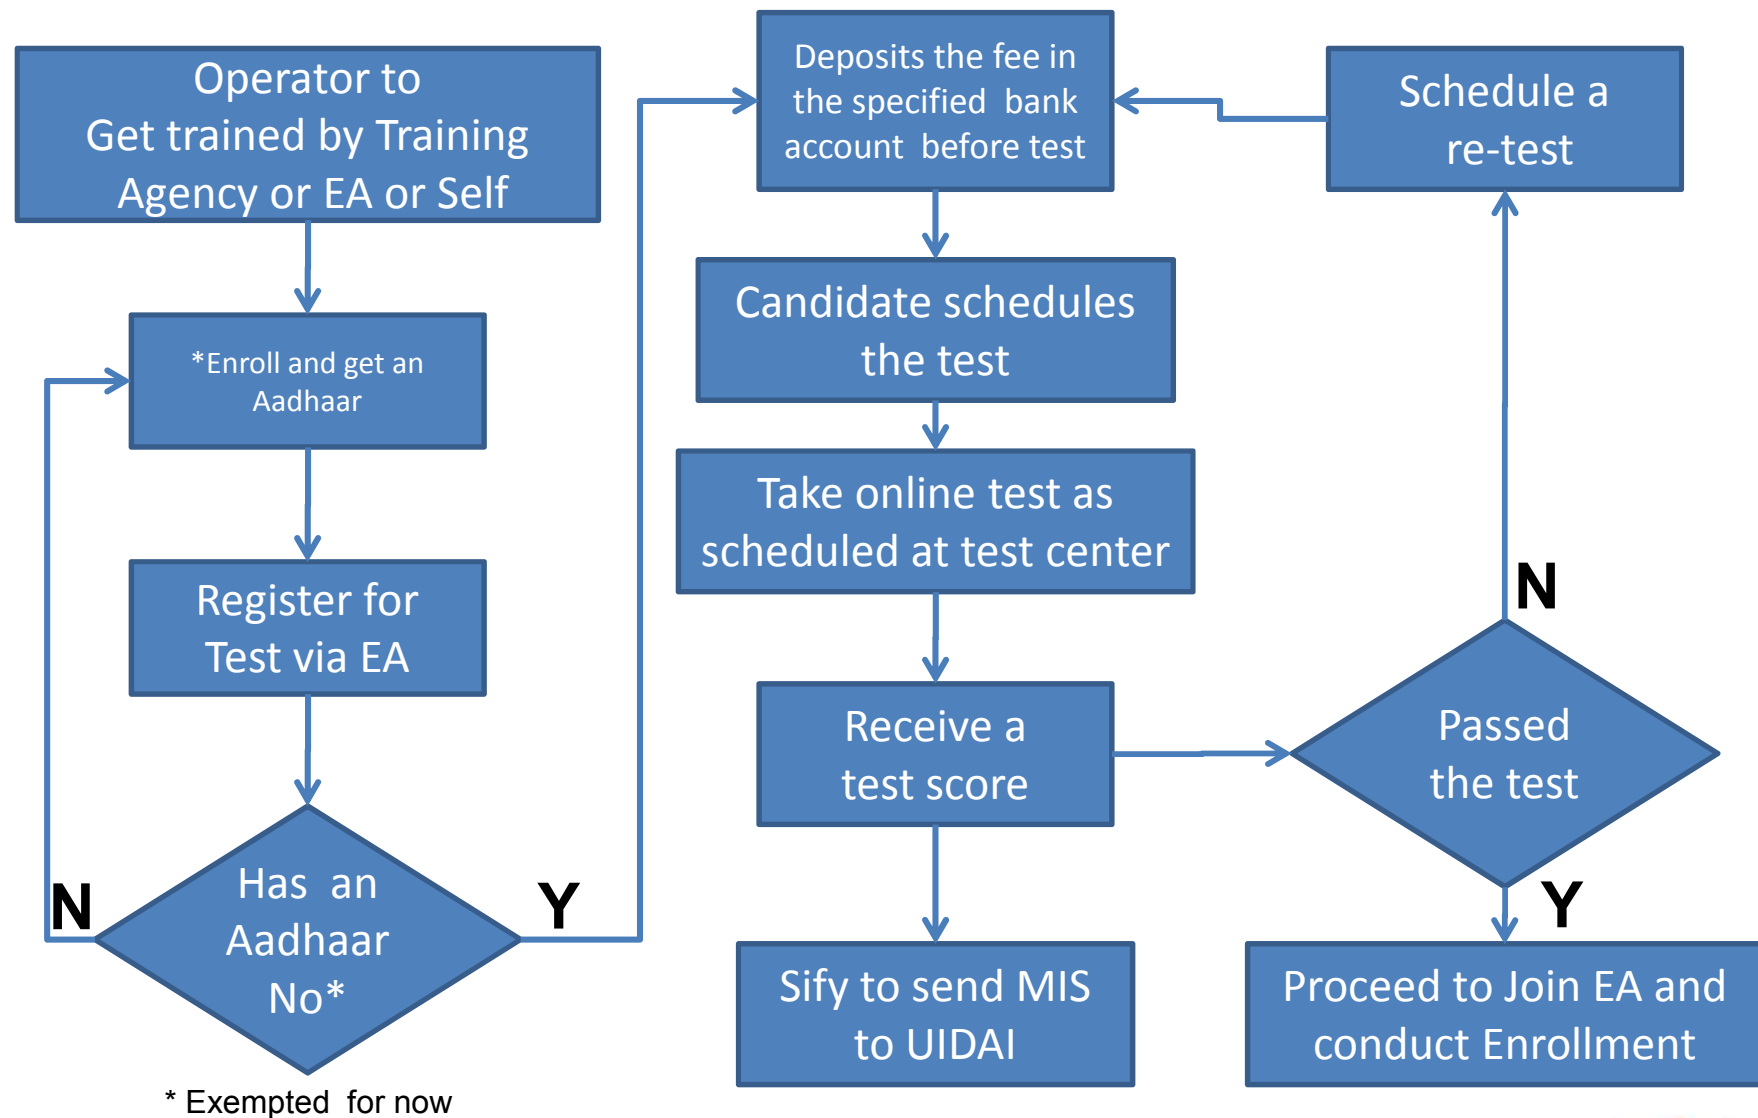 Operator to
Get trained by Training
Agency or EA or Self
*Enroll and get an
Aadhaar
Register for
Test via EA
Has an
Aadhaar
No*
N
Y
* Exempted for now
Deposits the fee in
the specified bank
account before test
Candidate schedules
the test
Take online test as
scheduled at test center
Receive a
test score
Sify to send MIS
to UIDAI
Schedule a
re-test
N
Passed
the test
Y
Proceed to Join EA and
conduct Enrollment